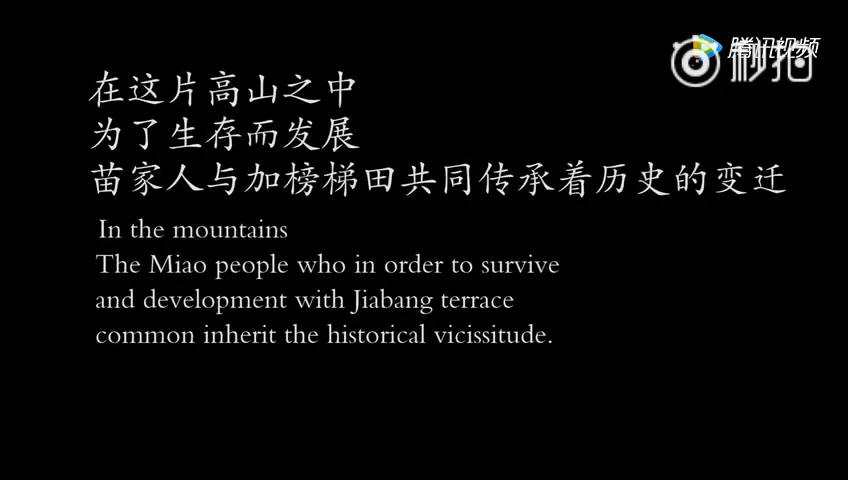 腾讯视频
秒拍
在这片高山之中
为了生存而发展
苗家人与加榜梯田共同传承着历史的变迁
In the mountains
The Miao people who in order to survive
and development with Jiabang terrace
common inherit the historical vicissitude.